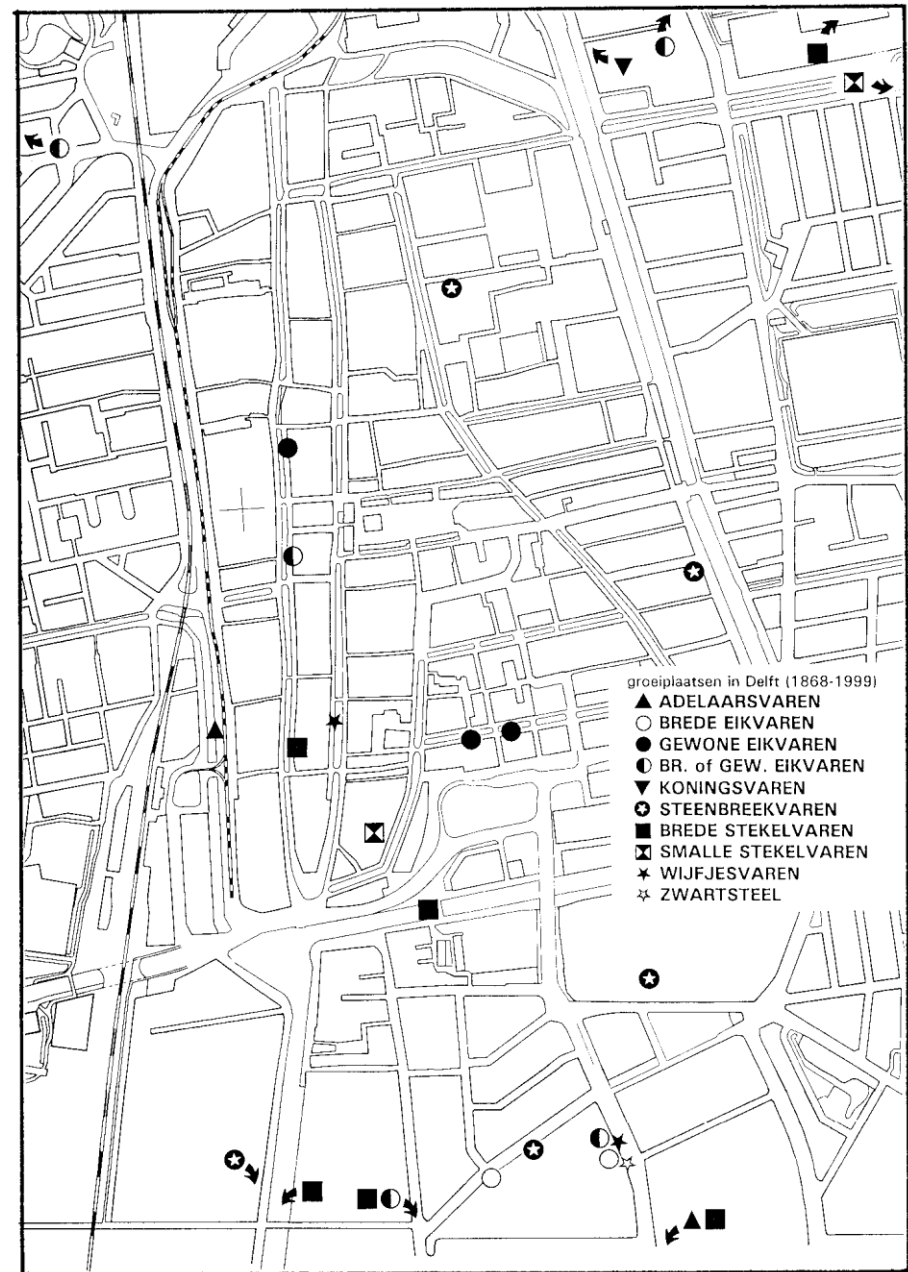 groeiplaatsen in Delft (1868-1999)
ADELAARSVAREN
BREDE EIKVAREN
GEWONE EIKVAREN
BR. of GEW. EIKVAREN
KONINGSVAREN
STEENBREEKVAREN
BREDE STEKELVAREN
SMALLE STEKELVAREN
WIJFJESVAREN
ZWARTSTEEL